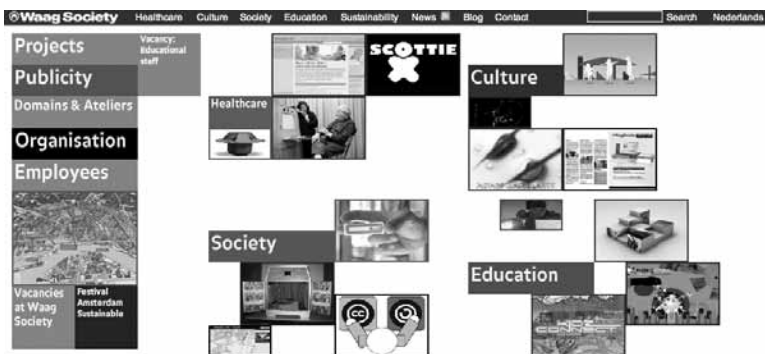 Waag Society Healthcare Culture Society Education Sustainability News Blog Contact Search Nederlands
Projects
Vacancy:
Educational
staff
Publicity
Domains & Ateliers
Organisation
Employees
Vacancies
at Waag
Society
Festival
Amsterdam
Sustainable
SCOTTIE
Healthcare
Society
Culture
Education